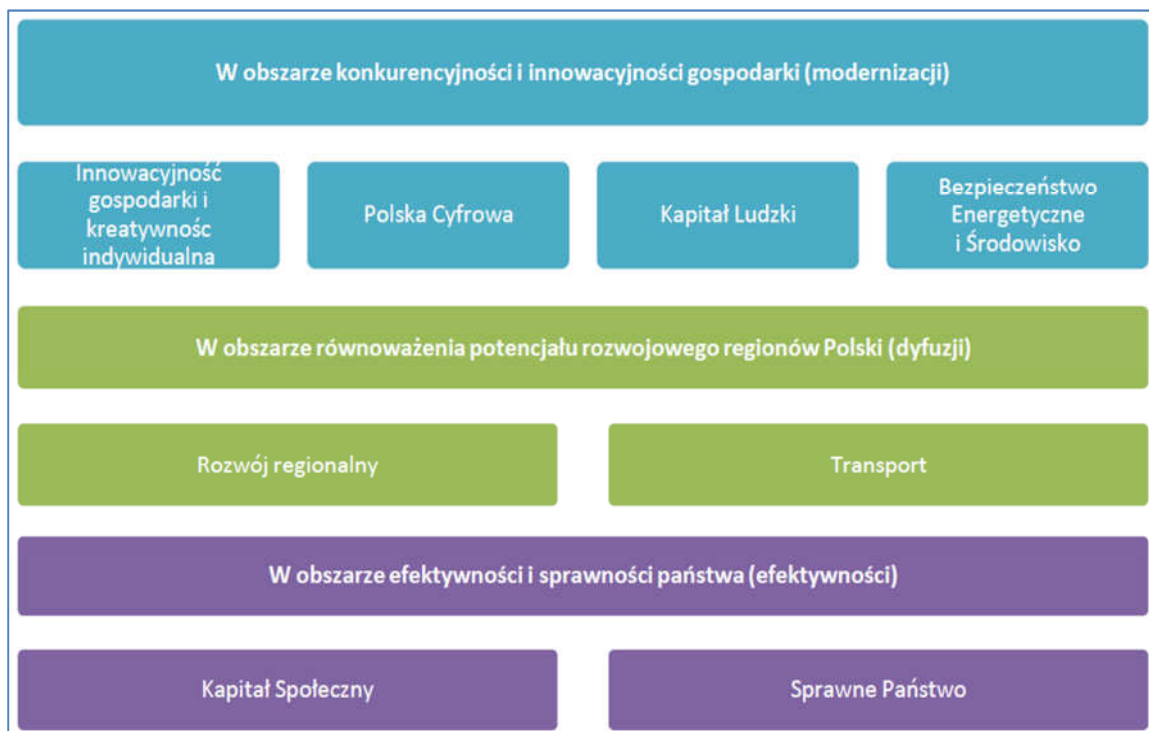 W obszarze konkurencyjności i innowacyjności gospodarki (modernizacji)
Innowacyjność
gospodarki i
kreatywnośc
indywidualna
Polska Cyfrowa
Kapitał Ludzki
Bezpieczeństwo
Energetyczne
i Środowisko
W obszarze równoważenia potencjału rozwojowego regionów Polski (dyfuzji)
Rozwój regionalny
Transport
W obszarze efektywności i sprawności państwa (efektywności)
Kapitał Społeczny
Sprawne Państwo